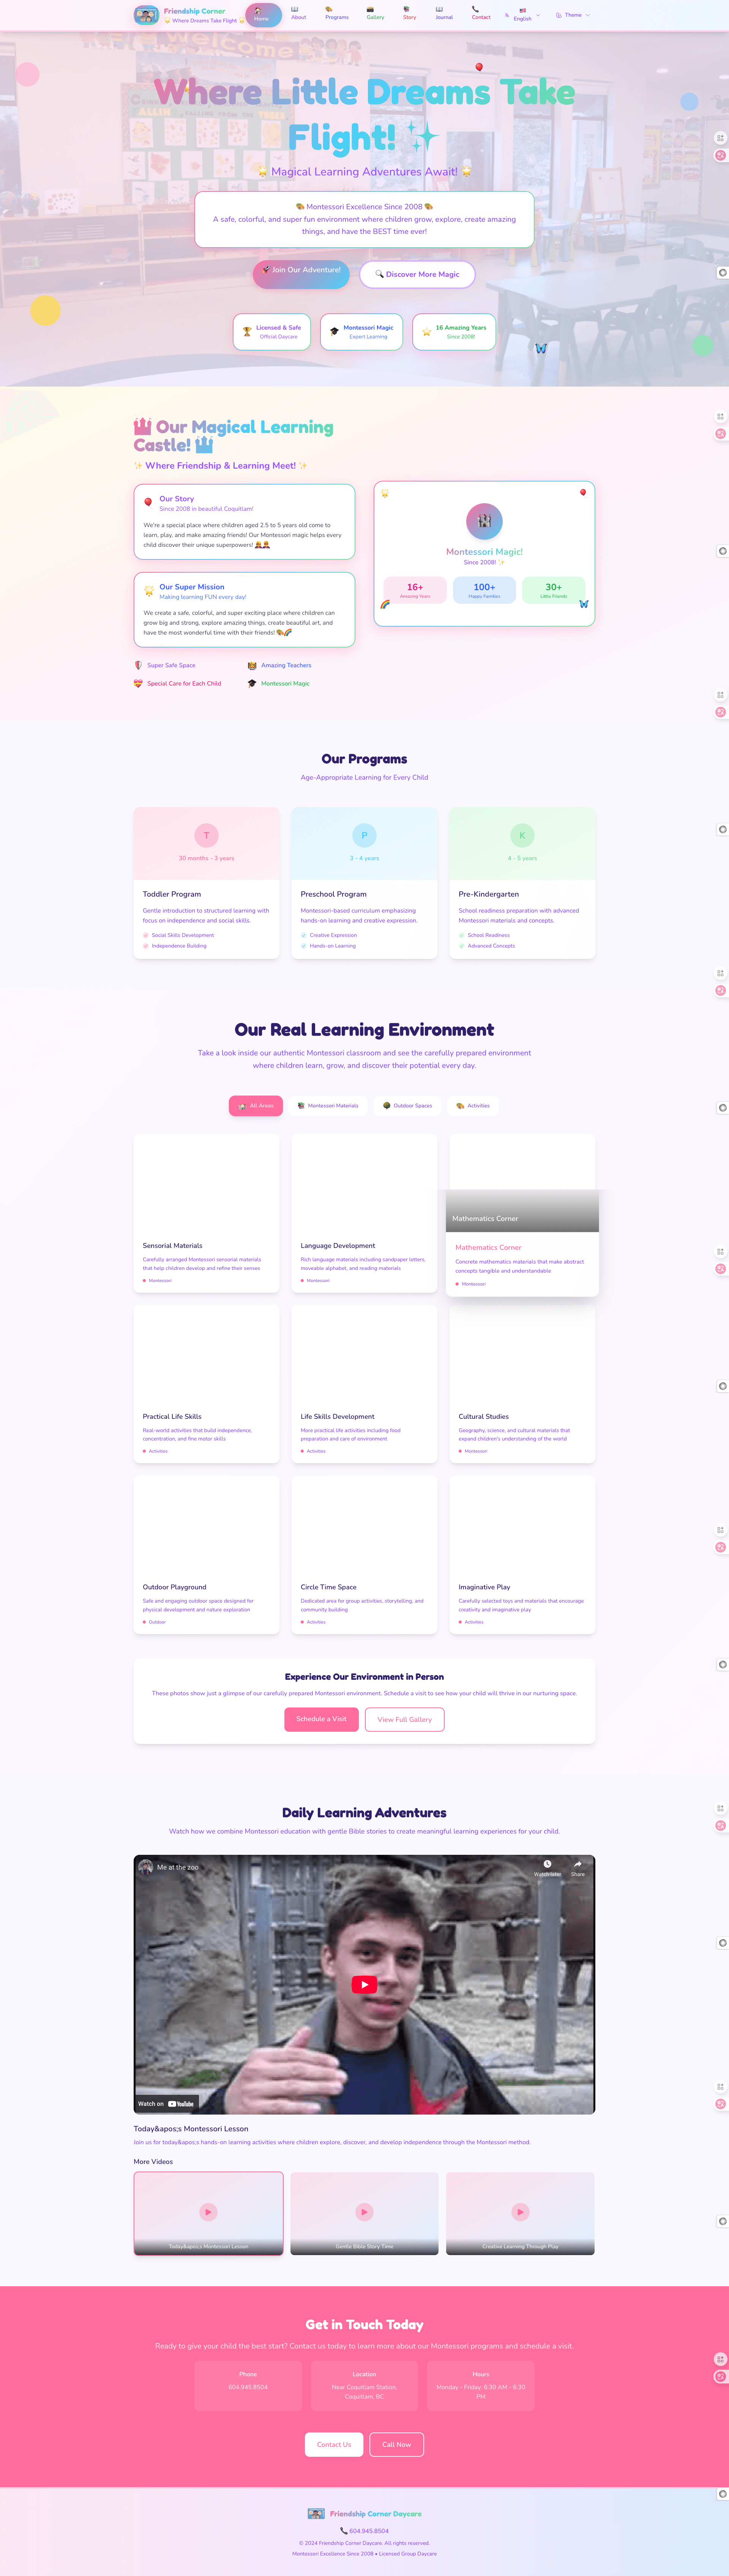 Friendship Corner
🌟 Where Dreams Take Flight 🌟
Home
About
Programs
Gallery
Story
Journal
Contact
English
Theme
Where Little Dreams Take
Flight! ✨
🌟 Magical Learning Adventures Await! 🌟
🎨 Montessori Excellence Since 2008 🎨
A safe, colorful, and super fun environment where children grow, explore, create amazing
things, and have the BEST time ever!
🚀 Join Our Adventure!
🔍 Discover More Magic
Licensed & Safe
Official Daycare
Montessori Magic
Expert Learning
16 Amazing Years
Since 2008!
🏰 Our Magical Learning
Castle! 🏰
✨ Where Friendship & Learning Meet! ✨
Our Story
Since 2008 in beautiful Coquitlam!
We're a special place where children aged 2.5 to 5 years old come to
learn, play, and make amazing friends! Our Montessori magic helps every
child discover their unique superpowers!
Our Super Mission
Making learning FUN every day!
We create a safe, colorful, and super exciting place where children can
grow big and strong, explore amazing things, create beautiful art, and
have the most wonderful time with their friends! 🎨🌈
Super Safe Space
Amazing Teachers
Special Care for Each Child
Montessori Magic
Montessori Magic!
Since 2008! ✨
16+
Amazing Years
100+
Happy Families
30+
Little Friends
Our Programs
Age-Appropriate Learning for Every Child
T
30 months - 3 years
Toddler Program
Gentle introduction to structured learning with
focus on independence and social skills.
Social Skills Development
Independence Building
P
3 - 4 years
Preschool Program
Montessori-based curriculum emphasizing
hands-on learning and creative expression.
Creative Expression
Hands-on Learning
K
4 - 5 years
Pre-Kindergarten
School readiness preparation with advanced
Montessori materials and concepts.
School Readiness
Advanced Concepts
Our Real Learning Environment
Take a look inside our authentic Montessori classroom and see the carefully prepared environment
where children learn, grow, and discover their potential every day.
All Areas
Montessori Materials
Outdoor Spaces
Activities
Sensorial Materials
Carefully arranged Montessori sensorial materials
that help children develop and refine their senses
Montessori
Language Development
Rich language materials including sandpaper letters,
moveable alphabet, and reading materials
Montessori
Mathematics Corner
Mathematics Corner
Concrete mathematics materials that make abstract
concepts tangible and understandable
Montessori
Practical Life Skills
Real-world activities that build independence,
concentration, and fine motor skills
Activities
Life Skills Development
More practical life activities including food
preparation and care of environment
Activities
Cultural Studies
Geography, science, and cultural materials that
expand children's understanding of the world
Montessori
Outdoor Playground
Safe and engaging outdoor space designed for
physical development and nature exploration
Outdoor
Circle Time Space
Dedicated area for group activities, storytelling, and
community building
Activities
Imaginative Play
Carefully selected toys and materials that encourage
creativity and imaginative play
Activities
Experience Our Environment in Person
These photos show just a glimpse of our carefully prepared Montessori environment. Schedule a visit to see how your child will thrive in our nurturing space.
Schedule a Visit
View Full Gallery
Daily Learning Adventures
Watch how we combine Montessori education with gentle Bible stories to create meaningful learning experiences for your child.
Me at the zoo
Watch later
Share
Watch on YouTube
Today&apos;s Montessori Lesson
Join us for today&apos;s hands-on learning activities where children explore, discover, and develop independence through the Montessori method.
More Videos
Today&apos;s Montessori Lesson
Gentle Bible Story Time
Creative Learning Through Play
Get in Touch Today
Ready to give your child the best start? Contact us today to learn more about our Montessori programs and schedule a visit.
Phone
604.945.8504
Location
Near Coquitlam Station,
Coquitlam, BC
Hours
Monday - Friday: 6:30 AM - 6:30
PM
Contact Us
Call Now
Friendship Corner Daycare
📞 604.945.8504
© 2024 Friendship Corner Daycare. All rights reserved.
Montessori Excellence Since 2008 • Licensed Group Daycare